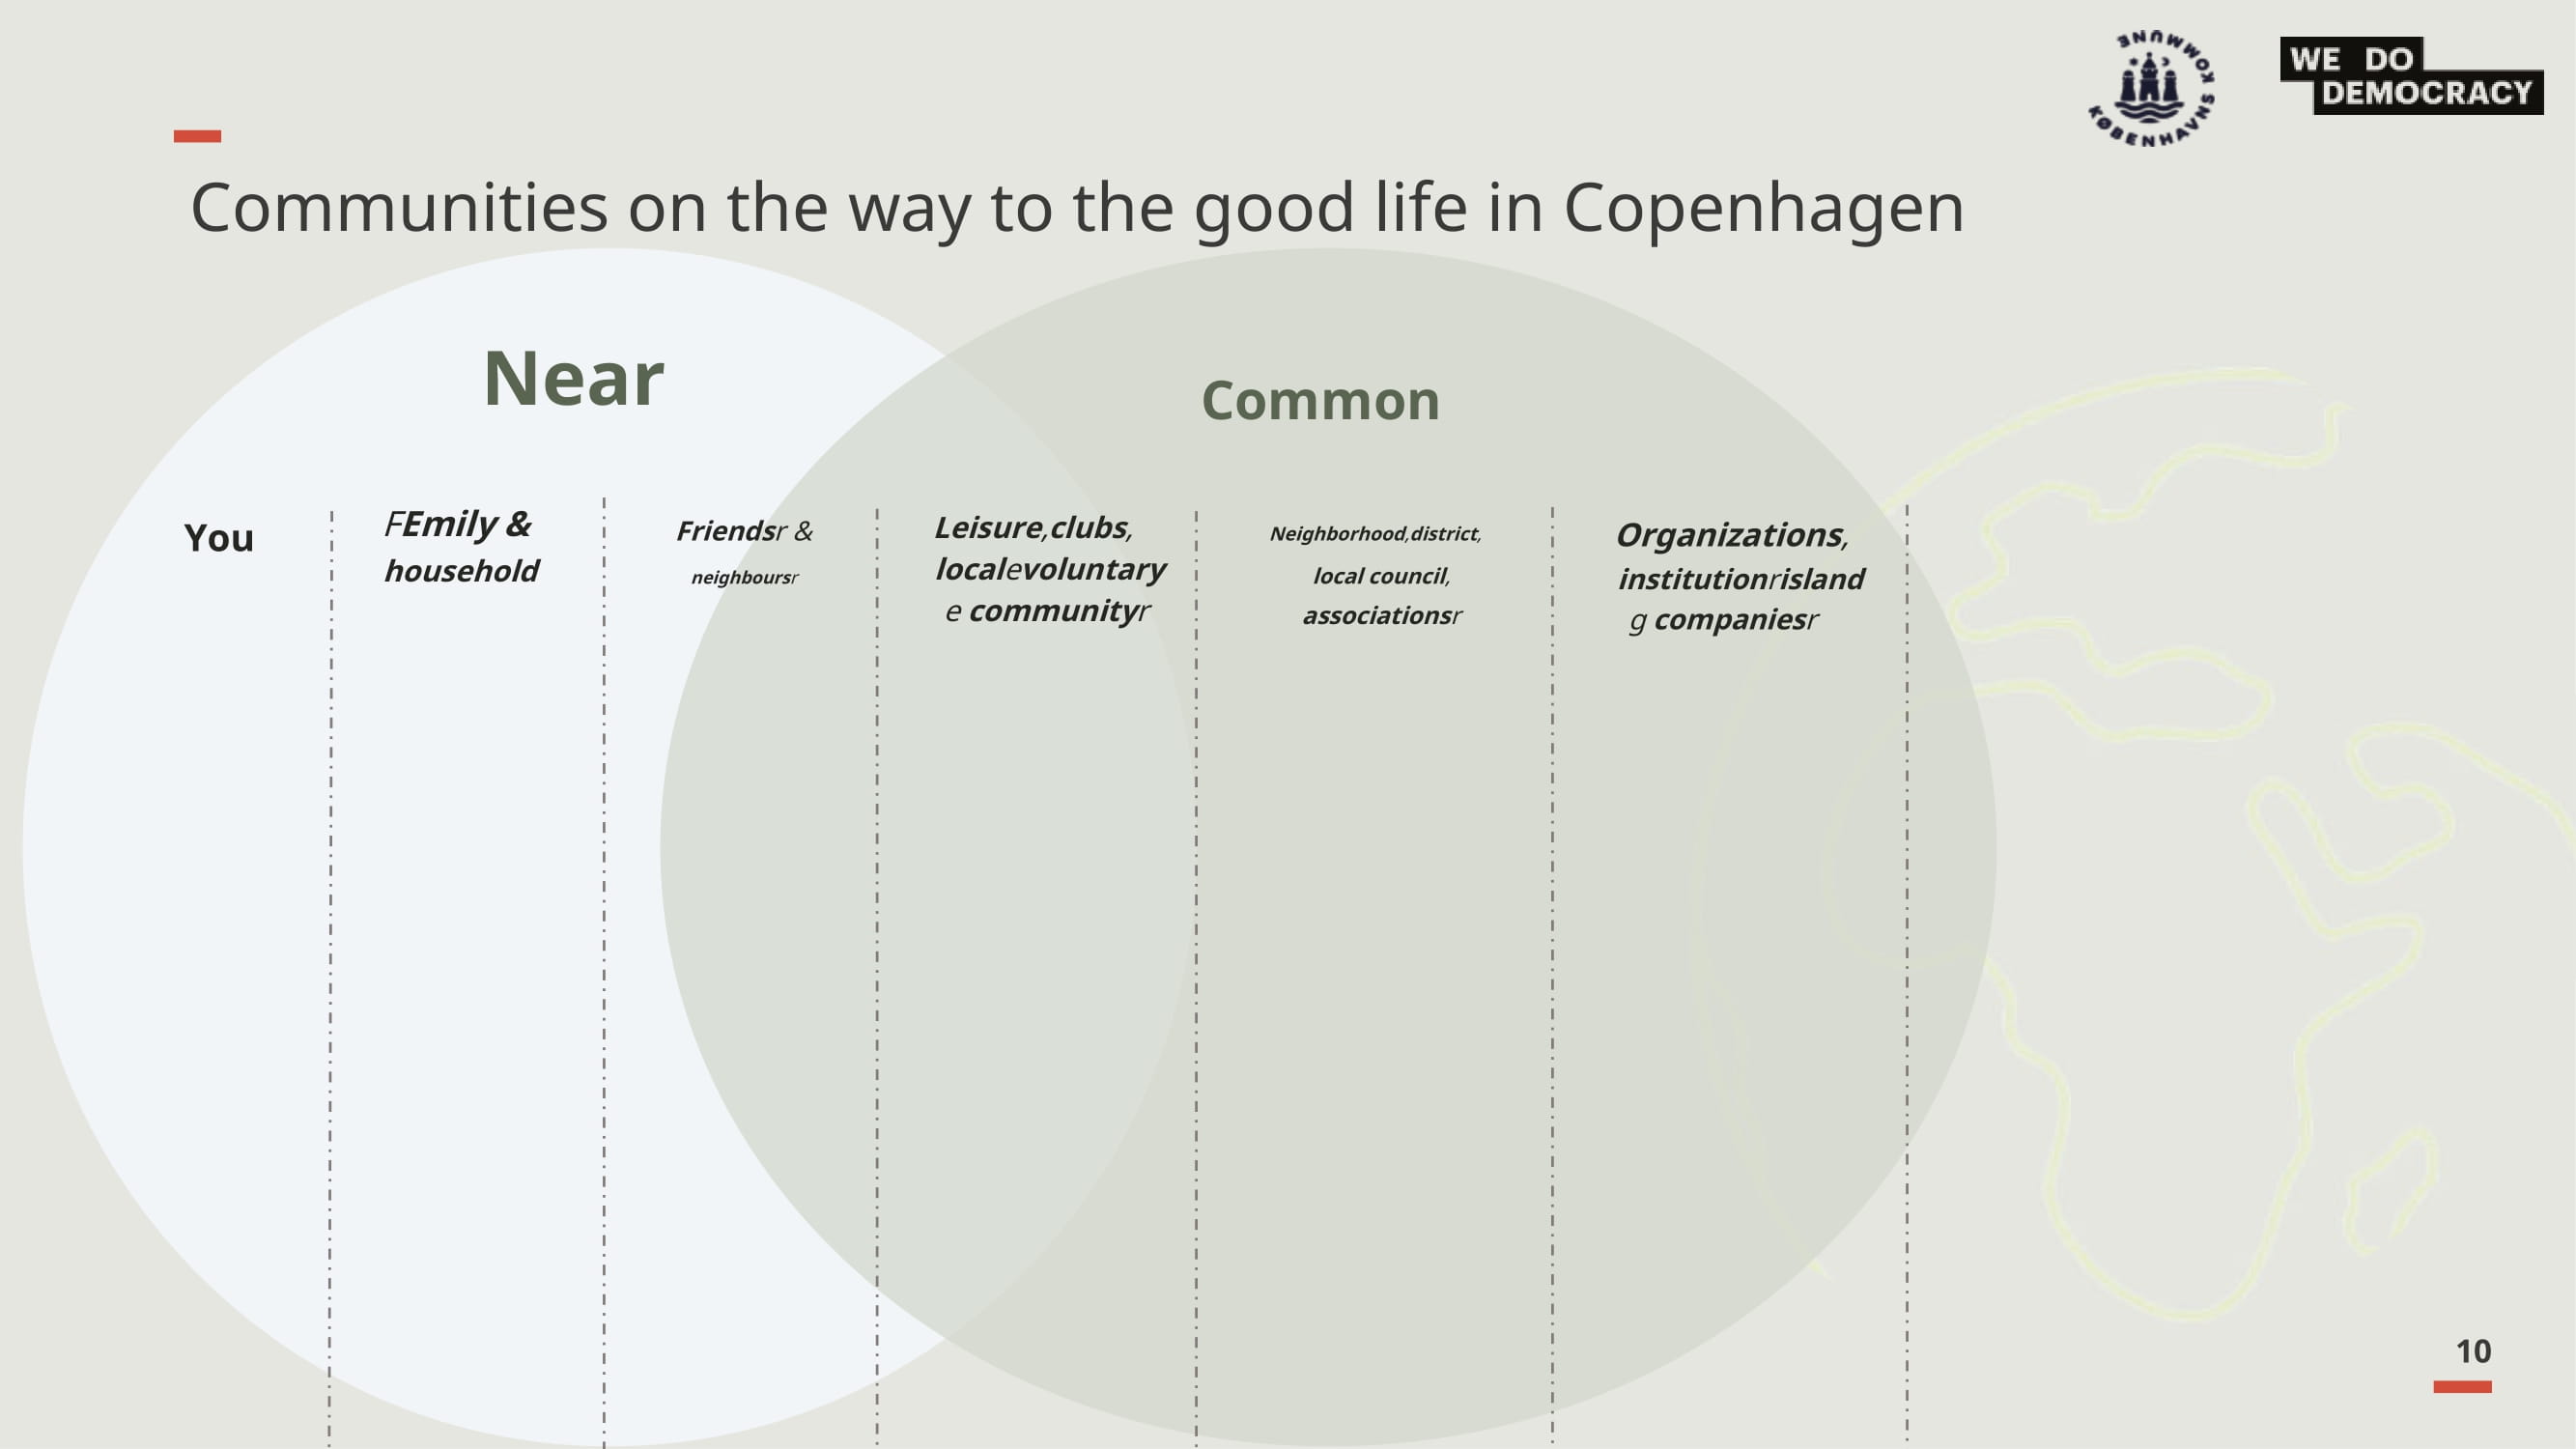 KØBENHAVNS KOMMUNE
WE DO
DEMOCRACY
Communities on the way to the good life in Copenhagen
Near
Common
You
FEmily &
household
Friendsr &
neighboursr
Leisure,clubs,
localevoluntary
e communityr
Neighborhood,district,
local council,
associationsr
Organizations,
institutionrisland
g companiesr
10